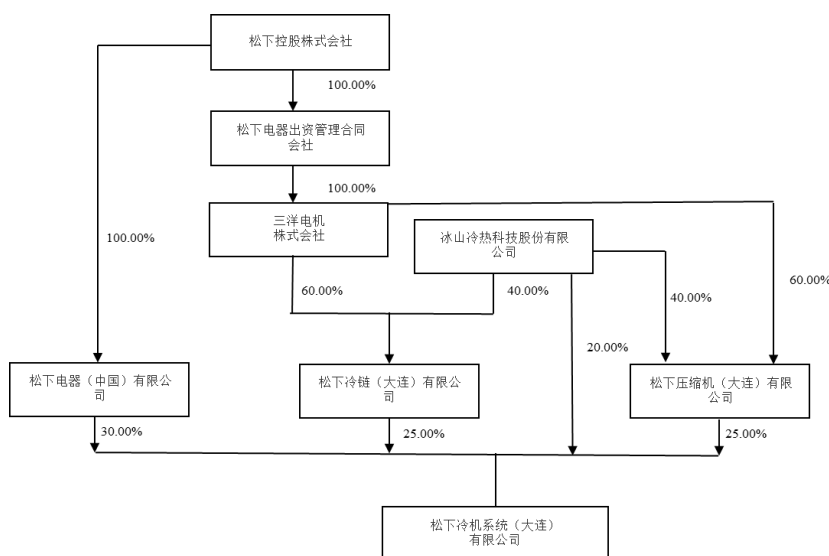 松下控股株式会社
100.00%
松下电器出资管理合同
会社
100.00%
三洋电机
株式会社
冰山冷热科技股份有限
公司
100.00%
60.00%
40.00%
40.00%
60.00%
20.00%
松下电器（中国）有限公
司
松下冷链（大连）有限公
司
松下压缩机（大连）有限
公司
30.00%
25.00%
25.00%
松下冷机系统（大连）
有限公司